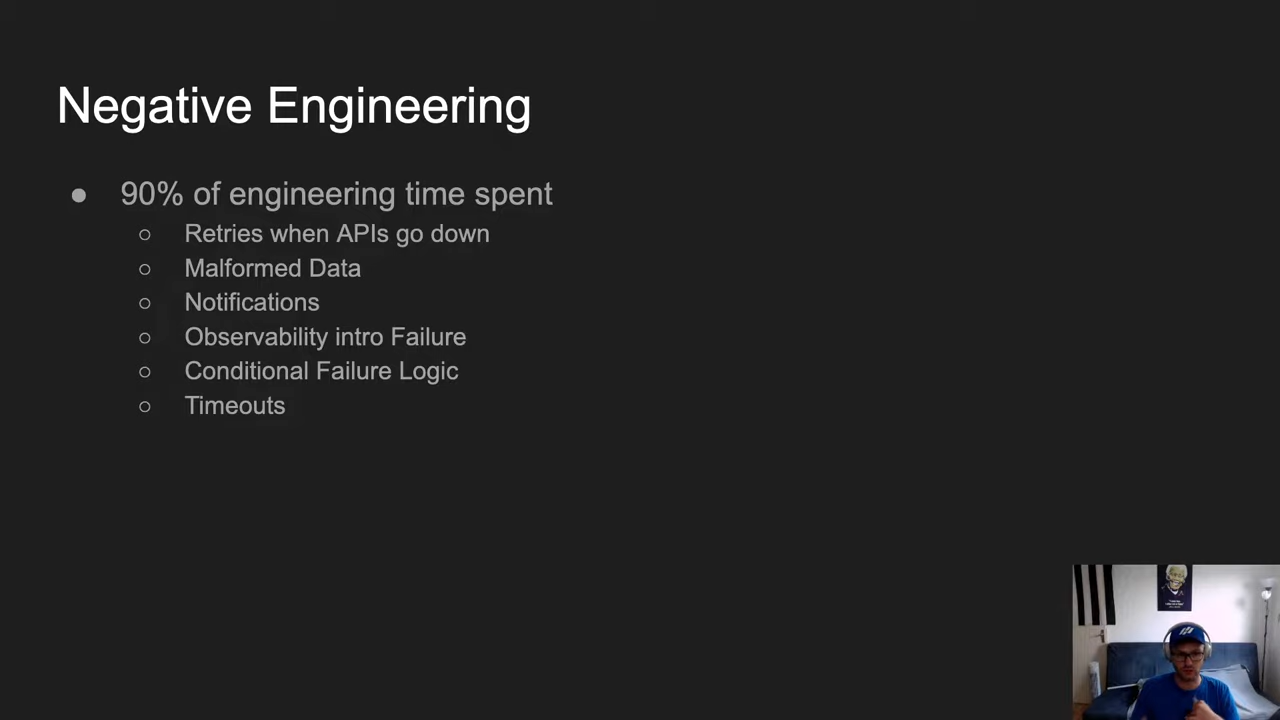 Negative Engineering
● 90% of engineering time spent
○ Retries when APIs go down
○ Malformed Data
○ Notifications
○ Observability intro Failure
○ Conditional Failure Logic
○ Timeouts